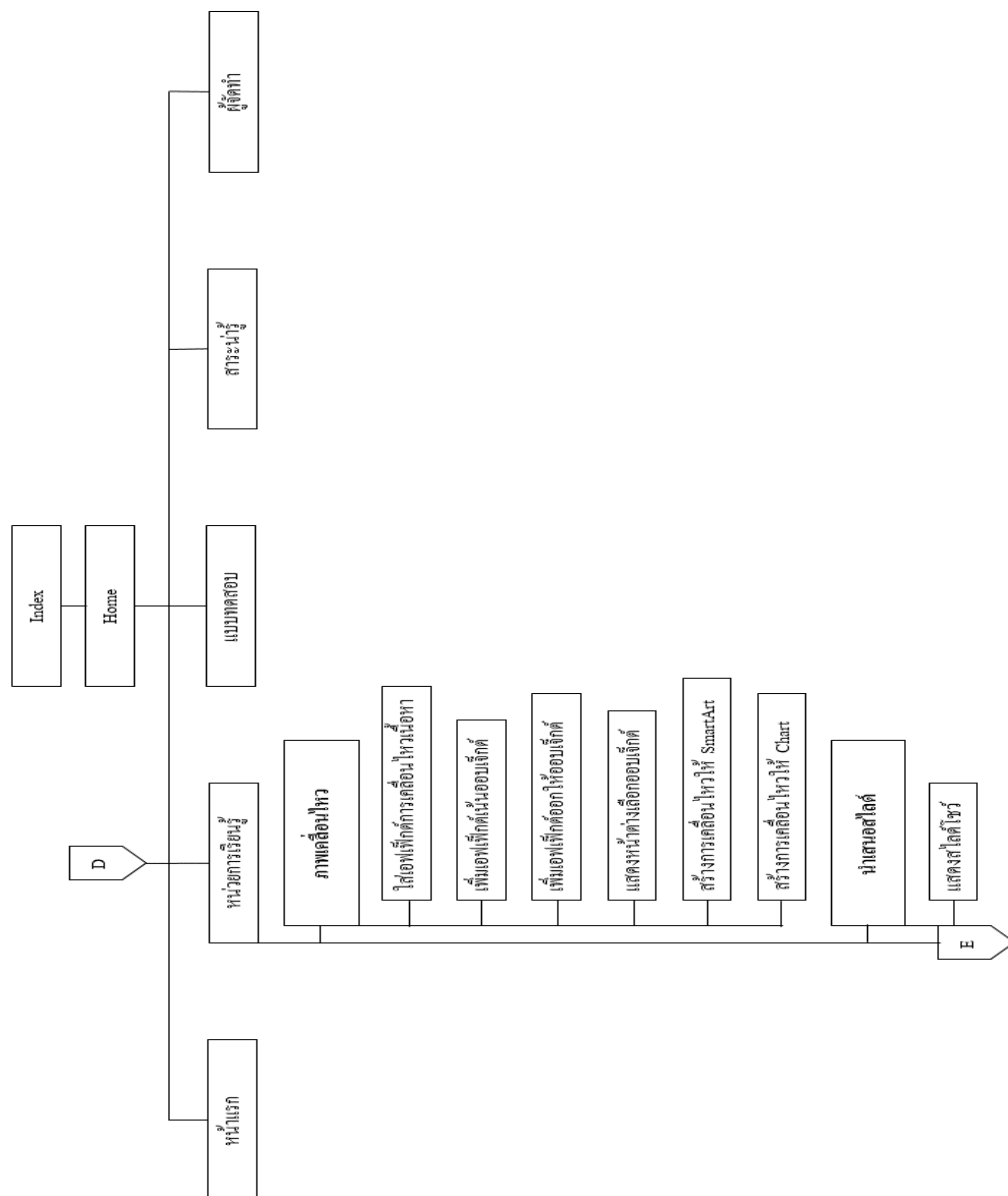 Index
Home
D
หน้าแรก
หน่วยการเรียนรู้
แบบทดสอบ
สาระน่ารู้
ผู้จัดทำ
ภาพเคลื่อนไหว
ใส่เอฟเฟ็กต์การเคลื่อนไหวเนื้อหา
เพิ่มเอฟเฟ็กต์เน้นออบเจ็กต์
เพิ่มเอฟเฟ็กต์ออกให้ออบเจ็กต์
แสดงหน้าต่างเลือกออบเจ็กต์
สร้างการเคลื่อนไหวให้ SmartArt
สร้างการเคลื่อนไหวให้ Chart
นำเสนอสไลด์
แสดงสไลด์โชว์
E